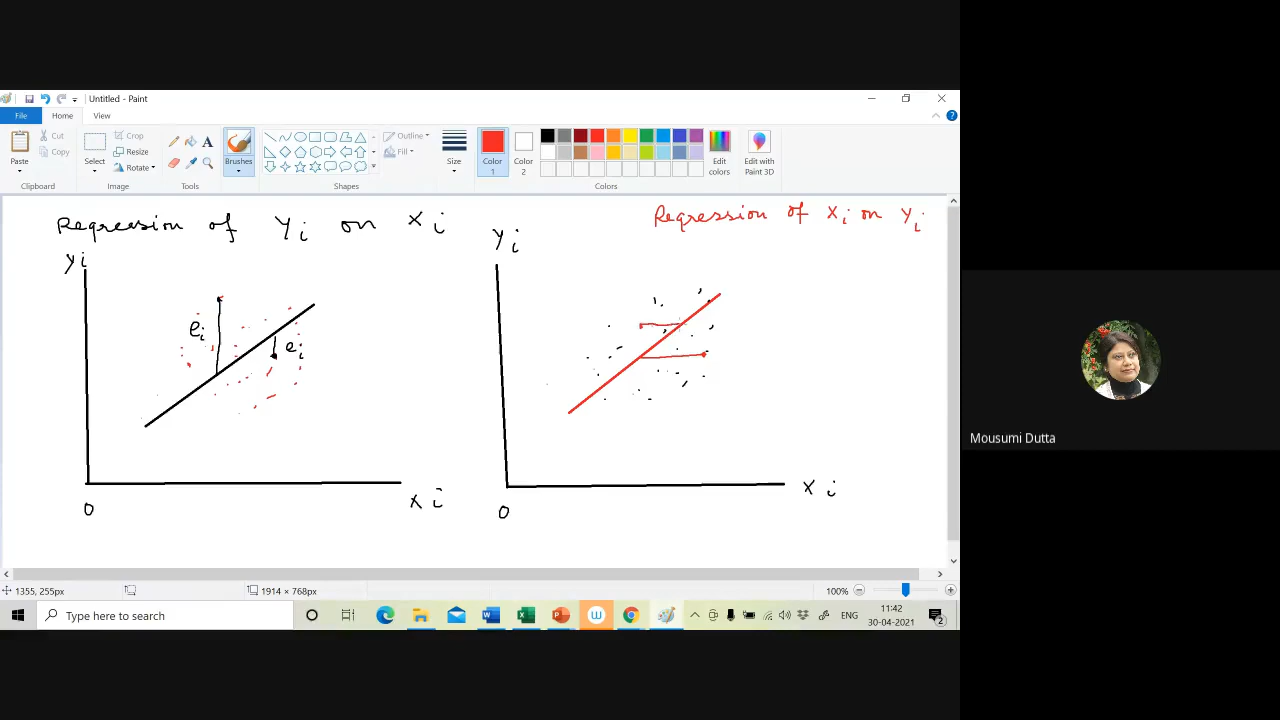 Untitled - Paint
File
Home
View
Paste
Cut
Copy
Clipboard
Select
Crop
Resize
Rotate
Image
Tools
Brushes
Shapes
Outline
Fill
Size
Color 1
Color 2
Edit colors
Edit with Paint 3D
Colors
Regression of Yi on Xi
Regression of Xi on Yi
Yi
ei
ei
Xi
0
Yi
Xi
0
Mousumi Dutta
1355, 255px
1914 × 768px
100%
Type here to search
ENG
11:42
30-04-2021
2